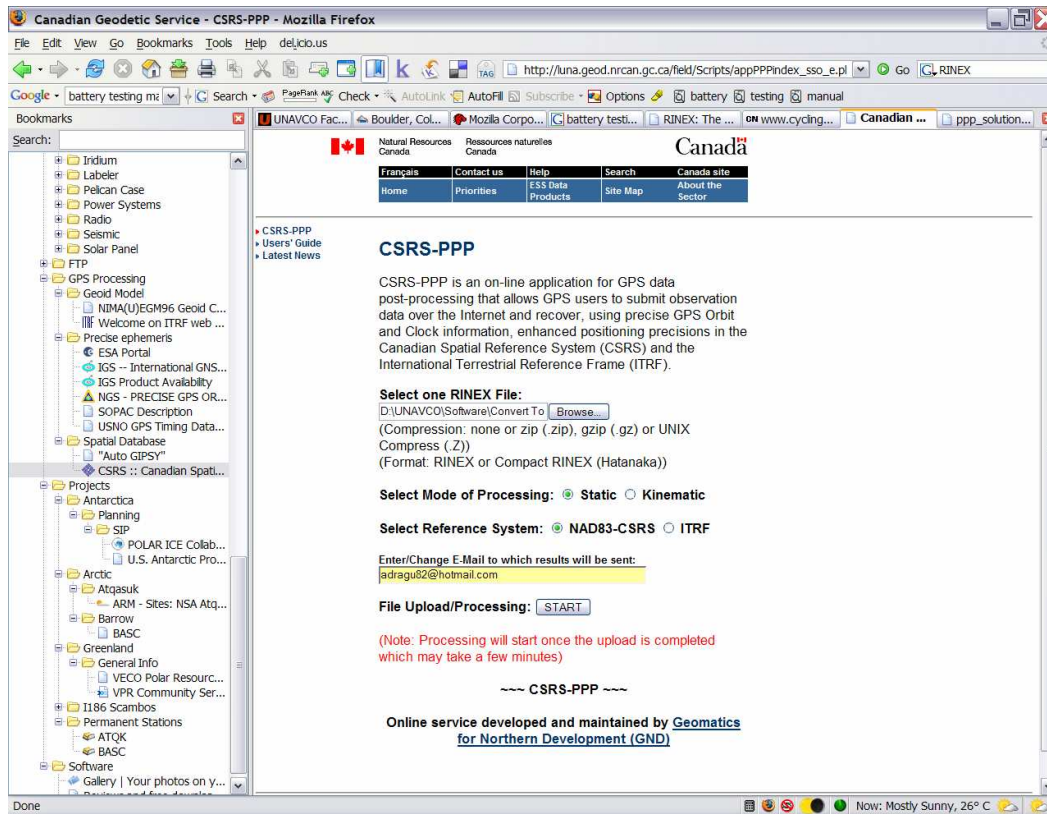 Canadian Geodetic Service - CSRS-PPP - Mozilla Firefox
File Edit View Go Bookmarks Tools Help del.icio.us
TAG http://luna.geod.nrcan.gc.ca/field/Scripts/appPPPindex_sso_e.pl Go G RINEX
Google battery testing ma G Search PageRank Check AutoLink AutoFill Subscribe Options battery testing manual
Bookmarks
UNAVCO Fac... Boulder, Col... Mozilla Corpo... battery testi... RINEX: The ... www.cycling... Canadian ... ppp_solution...
Search:
Iridium
Labeler
Pelican Case
Power Systems
Radio
Seismic
Solar Panel
FTP
GPS Processing
Geoid Model
NIMA(U)EGM96 Geoid C...
Welcome on ITRF web ...
Precise ephemeris
ESA Portal
IGS -- International GNS...
IGS Product Availability
NGS - PRECISE GPS OR...
SOPAC Description
USNO GPS Timing Data...
Spatial Database
"Auto GIPSY"
CSRS :: Canadian Spati...
Projects
Antarctica
Planning
SIP
POLAR ICE Collab...
U.S. Antarctic Pro...
Arctic
Atqasuk
ARM - Sites: NSA Atq...
Barrow
BASC
Greenland
General Info
VECO Polar Resourc...
VPR Community Ser...
I186 Scambos
Permanent Stations
ATQK
BASC
Software
Gallery | Your photos on y...
Natural Resources Canada
Ressources naturelles Canada
Canada
Français Contact us Help Search Canada site
Home Priorities ESS Data Products Site Map About the Sector
CSRS-PPP
Users' Guide
Latest News
CSRS-PPP
CSRS-PPP is an on-line application for GPS data
post-processing that allows GPS users to submit observation
data over the Internet and recover, using precise GPS Orbit
and Clock information, enhanced positioning precisions in the
Canadian Spatial Reference System (CSRS) and the
International Terrestrial Reference Frame (ITRF).
Select one RINEX File:
D:\UNAVCO\Software\Convert To Browse...
(Compression: none or zip (.zip), gzip (.gz) or UNIX
Compress (.Z))
(Format: RINEX or Compact RINEX (Hatanaka))
Select Mode of Processing: Static Kinematic
Select Reference System: NAD83-CSRS ITRF
Enter/Change E-Mail to which results will be sent:
adragu82@hotmail.com
File Upload/Processing: START
(Note: Processing will start once the upload is completed
which may take a few minutes)
~~~ CSRS-PPP ~~~
Online service developed and maintained by Geomatics
for Northern Development (GND)
Done
Now: Mostly Sunny, 26° C